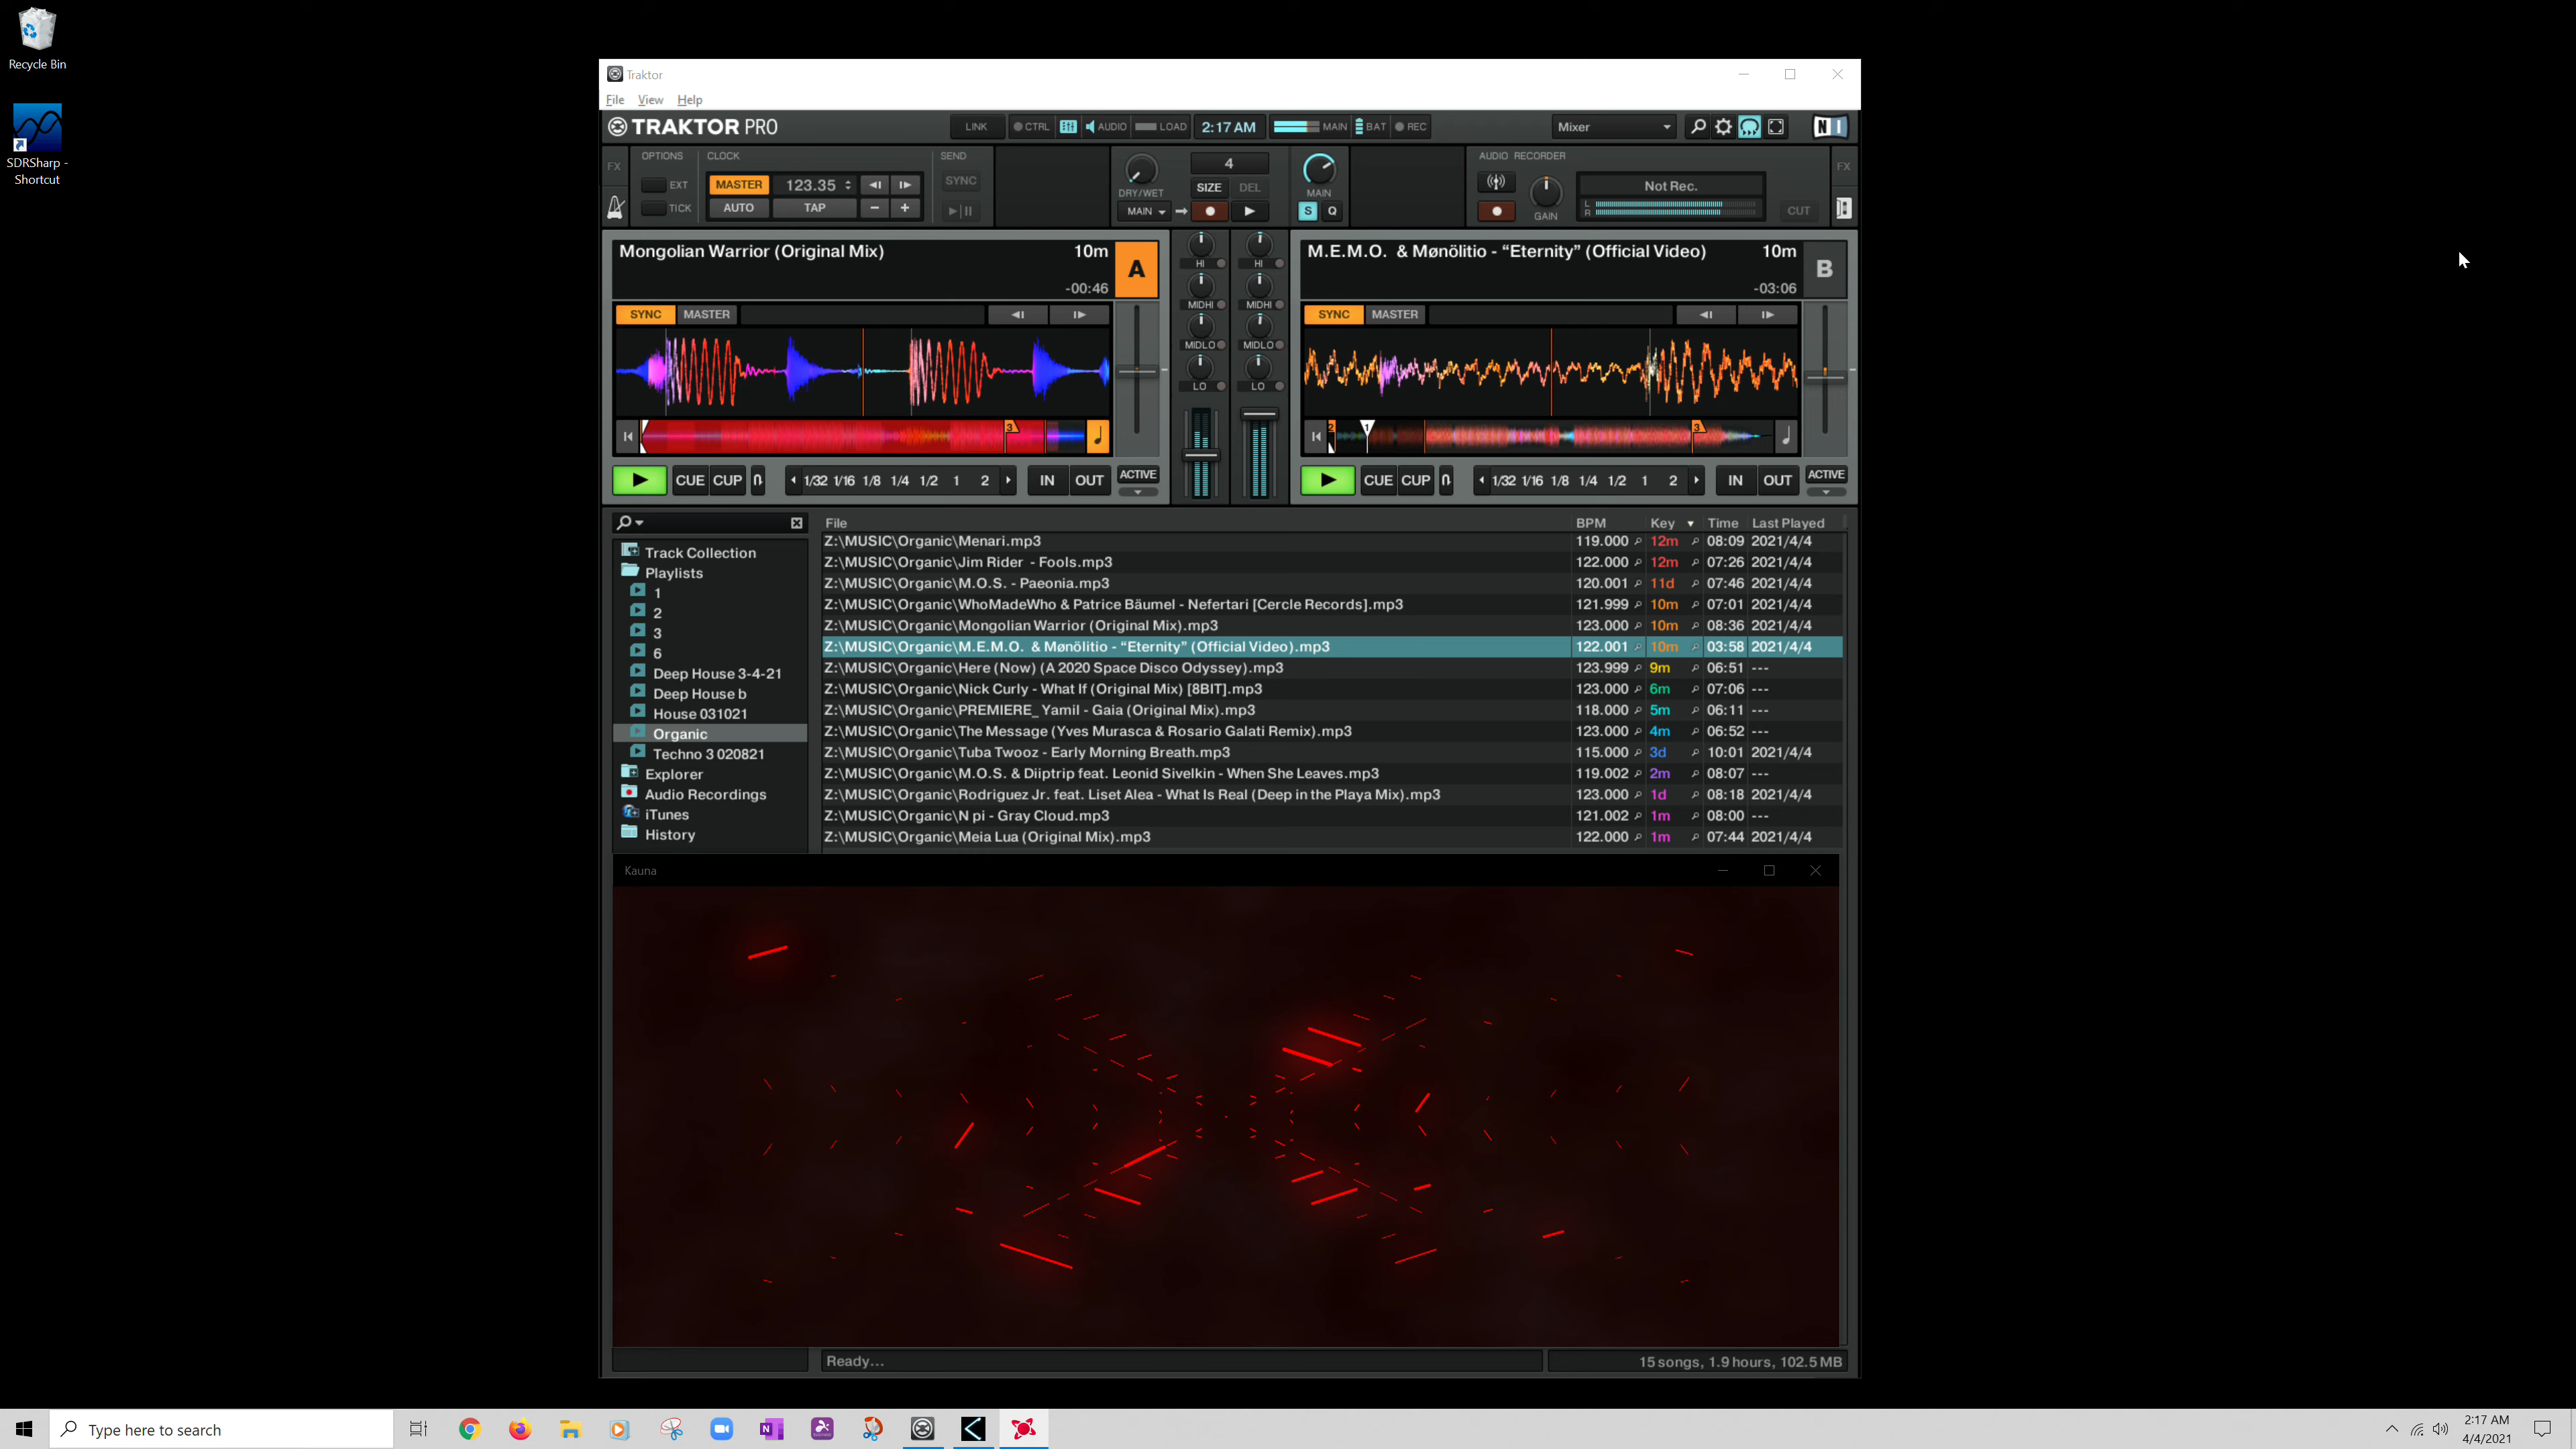 Recycle Bin
SDRSharp -
Shortcut
Traktor
File View Help
TRAKTOR PRO
LINK CTRL AUDIO LOAD 2:17 AM MAIN BAT REC Mixer
FX OPTIONS CLOCK SEND 4 AUDIO RECORDER FX
EXT MASTER 123.35 SYNC DRY/WET SIZE DEL MAIN Not Rec.
TICK AUTO TAP − + MAIN S Q GAIN L R CUT
Mongolian Warrior (Original Mix) 10m A
-00:46
SYNC MASTER
3
CUE CUP 1/32 1/16 1/8 1/4 1/2 1 2 IN OUT ACTIVE
HI HI
MIDHI MIDHI
MIDLO MIDLO
LO LO
M.E.M.O. & Mønölitio - “Eternity” (Official Video) 10m B
-03:06
SYNC MASTER
2 1 3
CUE CUP 1/32 1/16 1/8 1/4 1/2 1 2 IN OUT ACTIVE
Track Collection
Playlists
1
2
3
6
Deep House 3-4-21
Deep House b
House 031021
Organic
Techno 3 020821
Explorer
Audio Recordings
iTunes
History
File BPM Key Time Last Played
Z:\MUSIC\Organic\Menari.mp3 119.000 12m 08:09 2021/4/4
Z:\MUSIC\Organic\Jim Rider - Fools.mp3 122.000 12m 07:26 2021/4/4
Z:\MUSIC\Organic\M.O.S. - Paeonia.mp3 120.001 11d 07:46 2021/4/4
Z:\MUSIC\Organic\WhoMadeWho & Patrice Bäumel - Nefertari [Cercle Records].mp3 121.999 10m 07:01 2021/4/4
Z:\MUSIC\Organic\Mongolian Warrior (Original Mix).mp3 123.000 10m 08:36 2021/4/4
Z:\MUSIC\Organic\M.E.M.O. & Mønölitio - “Eternity” (Official Video).mp3 122.001 10m 03:58 2021/4/4
Z:\MUSIC\Organic\Here (Now) (A 2020 Space Disco Odyssey).mp3 123.999 9m 06:51 ---
Z:\MUSIC\Organic\Nick Curly - What If (Original Mix) [8BIT].mp3 123.000 6m 07:06 ---
Z:\MUSIC\Organic\PREMIERE_ Yamil - Gaia (Original Mix).mp3 118.000 5m 06:11 ---
Z:\MUSIC\Organic\The Message (Yves Murasca & Rosario Galati Remix).mp3 123.000 4m 06:52 ---
Z:\MUSIC\Organic\Tuba Twooz - Early Morning Breath.mp3 115.000 3d 10:01 2021/4/4
Z:\MUSIC\Organic\M.O.S. & Diiptrip feat. Leonid Sivelkin - When She Leaves.mp3 119.002 2m 08:07 ---
Z:\MUSIC\Organic\Rodriguez Jr. feat. Liset Alea - What Is Real (Deep in the Playa Mix).mp3 123.000 1d 08:18 2021/4/4
Z:\MUSIC\Organic\N pi - Gray Cloud.mp3 121.002 1m 08:00 ---
Z:\MUSIC\Organic\Meia Lua (Original Mix).mp3 122.000 1m 07:44 2021/4/4
Kauna
Ready... 15 songs, 1.9 hours, 102.5 MB
Type here to search
2:17 AM
4/4/2021